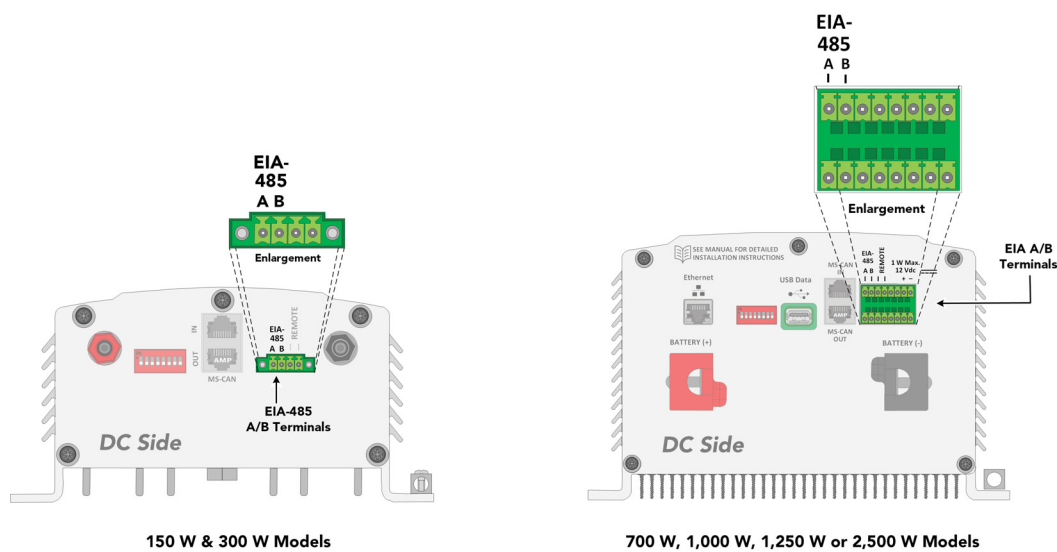 EIA-
485
A B
Enlargement
IN
OUT
AMP
MS-CAN
EIA-
485
A B
REMOTE
EIA-485
A/B Terminals
DC Side
150 W & 300 W Models
EIA-
485
A B
Enlargement
SEE MANUAL FOR DETAILED
INSTALLATION INSTRUCTIONS
Ethernet
USB Data
MS-CAN
IN
AMP
MS-CAN
OUT
EIA-
485
A B
REMOTE
1 W Max.
12 Vdc
+ −
EIA A/B
Terminals
BATTERY (+)
BATTERY (-)
DC Side
700 W, 1,000 W, 1,250 W or 2,500 W Models